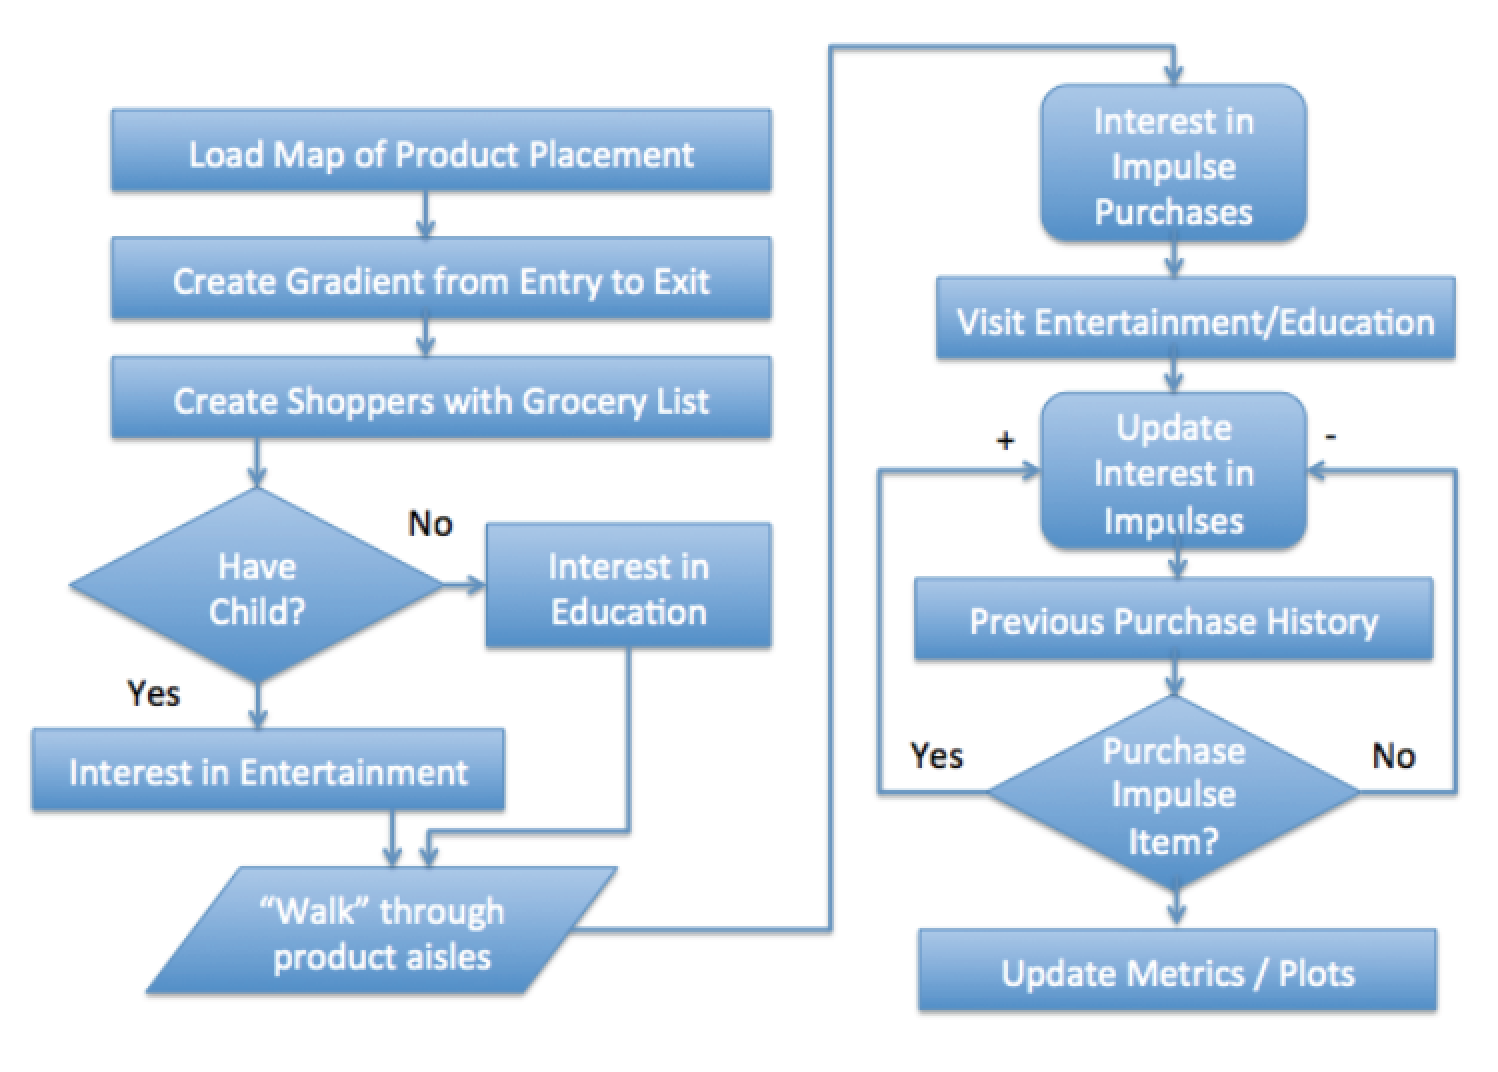 Load Map of Product Placement
Create Gradient from Entry to Exit
Create Shoppers with Grocery List
Have
Child?
No
Interest in
Education
Yes
Interest in Entertainment
“Walk” through
product aisles
Interest in
Impulse
Purchases
Visit Entertainment/Education
+
Update
Interest in
Impulses
-
Previous Purchase History
Yes
Purchase
Impulse
Item?
No
Update Metrics / Plots